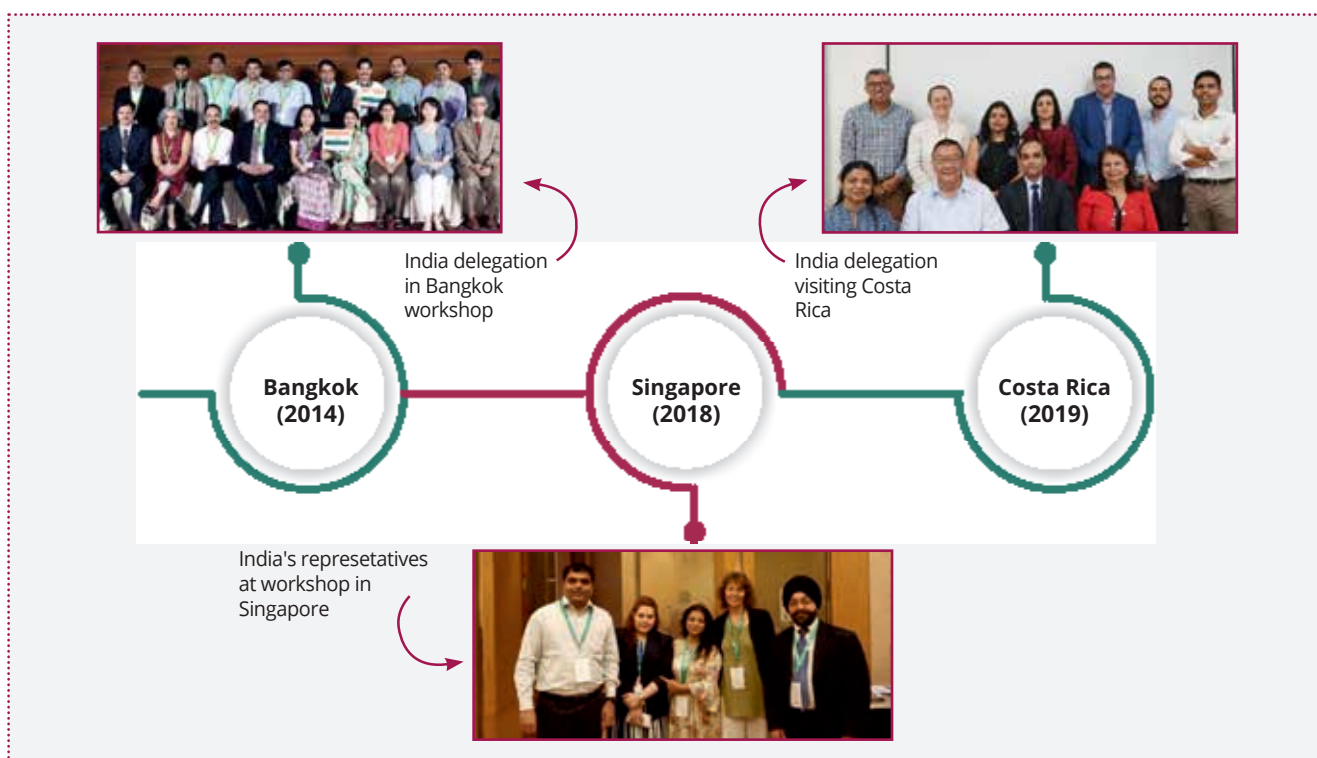 India delegation
in Bangkok
workshop
India delegation
visiting Costa
Rica
Bangkok
(2014)
Singapore
(2018)
Costa Rica
(2019)
India's represetatives
at workshop in
Singapore